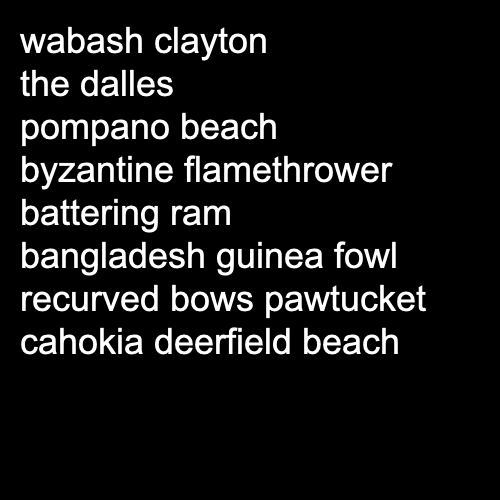 wabash clayton
the dalles
pompano beach
byzantine flamethrower
battering ram
bangladesh guinea fowl
recurved bows pawtucket
cahokia deerfield beach